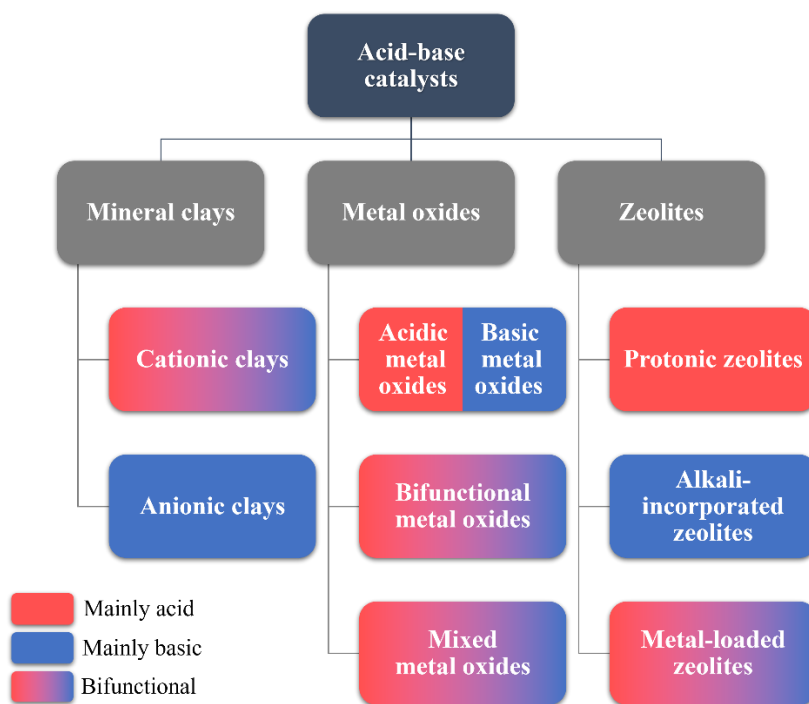 Acid-base
catalysts
Mineral clays
Metal oxides
Zeolites
Cationic clays
Acidic
metal
oxides
Basic
metal
oxides
Protonic zeolites
Anionic clays
Bifunctional
metal oxides
Alkali-
incorporated
zeolites
Mixed
metal oxides
Metal-loaded
zeolites
Mainly acid
Mainly basic
Bifunctional